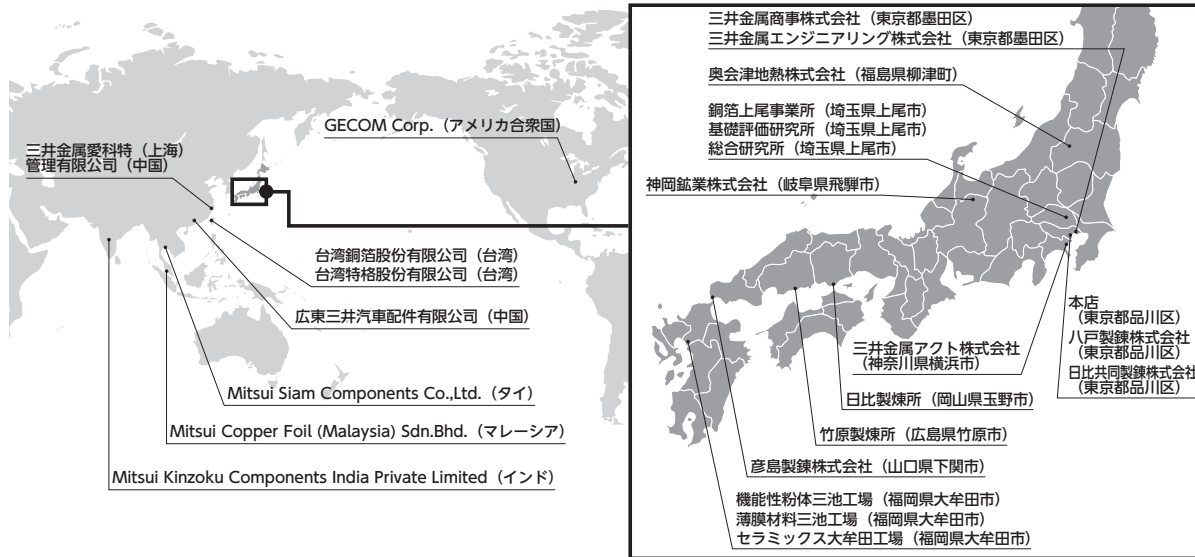 GECOM Corp.（アメリカ合衆国）
三井金属愛科特（上海）
管理有限公司（中国）
台湾銅箔股份有限公司（台湾）
台湾特格股份有限公司（台湾）
広東三井汽車配件有限公司（中国）
Mitsui Siam Components Co.,Ltd.（タイ）
Mitsui Copper Foil (Malaysia) Sdn.Bhd.（マレーシア）
Mitsui Kinzoku Components India Private Limited（インド）
三井金属商事株式会社（東京都墨田区）
三井金属エンジニアリング株式会社（東京都墨田区）
奥会津地熱株式会社（福島県柳津町）
銅箔上尾事業所（埼玉県上尾市）
基礎評価研究所（埼玉県上尾市）
総合研究所（埼玉県上尾市）
神岡鉱業株式会社（岐阜県飛騨市）
本店
（東京都品川区）
八戸製錬株式会社
（東京都品川区）
日比共同製錬株式会社
（東京都品川区）
三井金属アクト株式会社
（神奈川県横浜市）
日比製煉所（岡山県玉野市）
竹原製煉所（広島県竹原市）
彦島製錬株式会社（山口県下関市）
機能性粉体三池工場（福岡県大牟田市）
薄膜材料三池工場（福岡県大牟田市）
セラミックス大牟田工場（福岡県大牟田市）